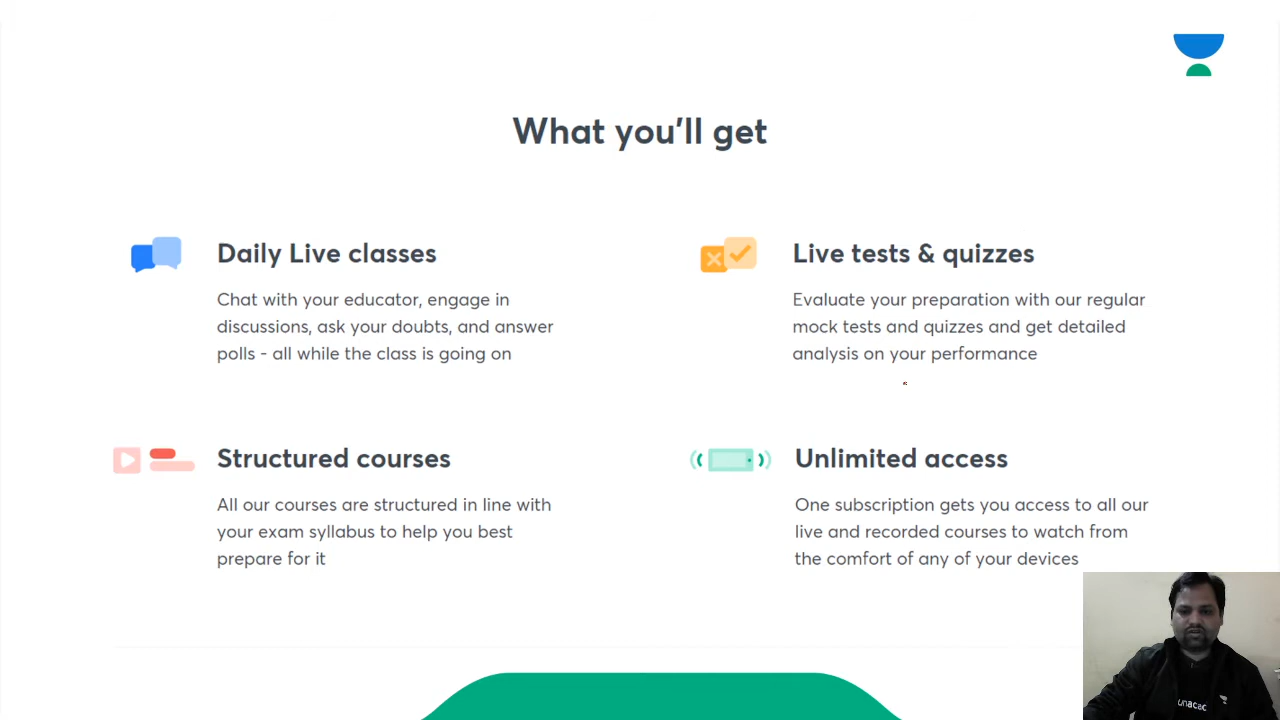 What you'll get
Daily Live classes
Chat with your educator, engage in
discussions, ask your doubts, and answer
polls - all while the class is going on
Live tests & quizzes
Evaluate your preparation with our regular
mock tests and quizzes and get detailed
analysis on your performance
Structured courses
All our courses are structured in line with
your exam syllabus to help you best
prepare for it
Unlimited access
One subscription gets you access to all our
live and recorded courses to watch from
the comfort of any of your devices